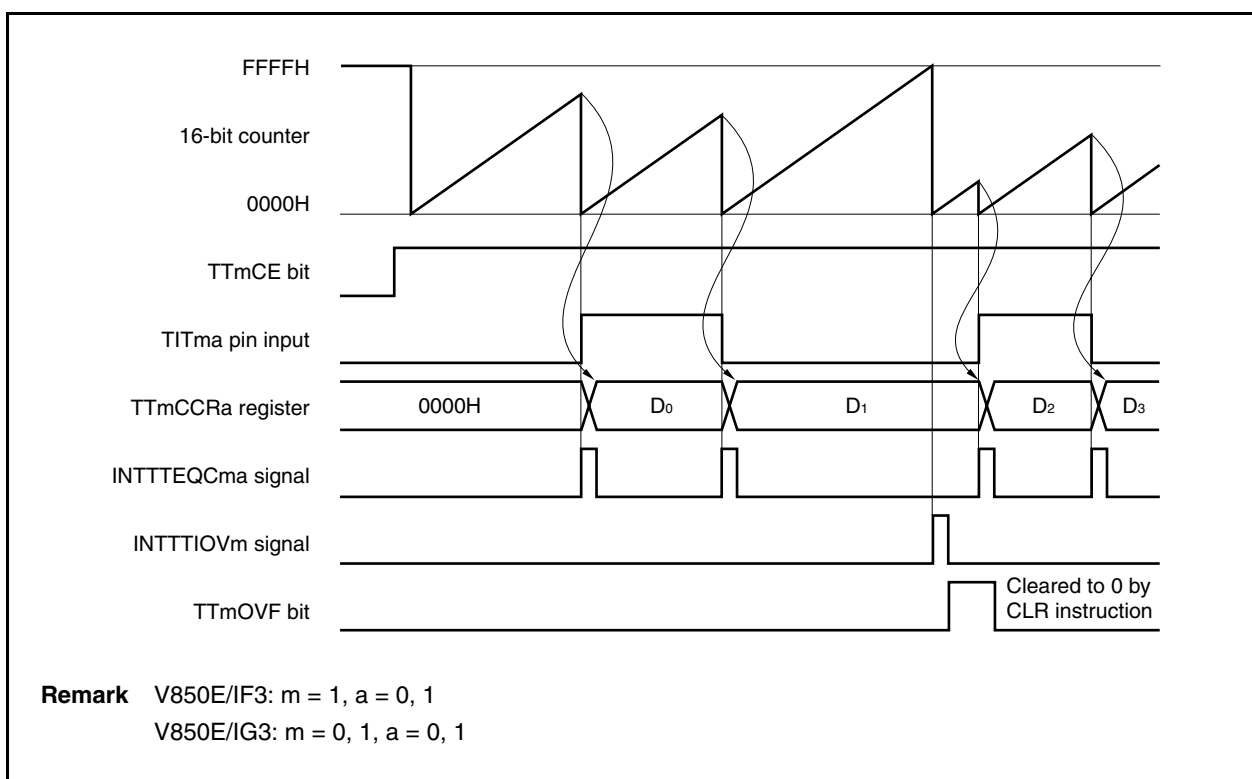 FFFFH
16-bit counter
0000H
TTmCE bit
TITma pin input
TTmCCRa register
0000H
D0
D1
D2
D3
INTTTEQCma signal
INTTTIOVm signal
TTmOVF bit
Cleared to 0 by
CLR instruction
Remark V850E/IF3: m = 1, a = 0, 1
V850E/IG3: m = 0, 1, a = 0, 1